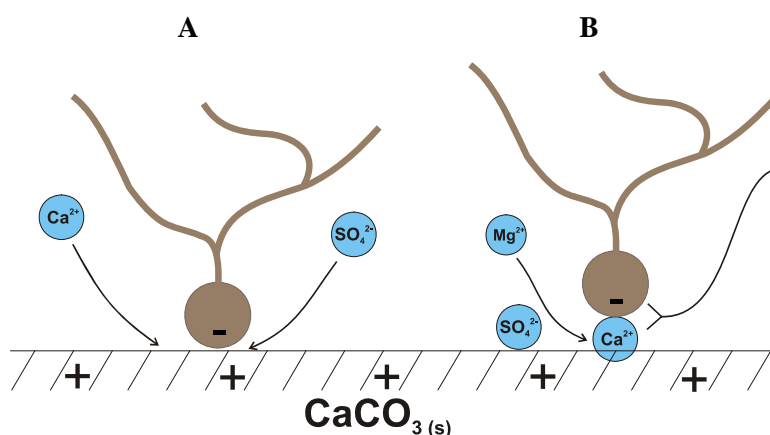 A B
Ca²⁺ SO₄²⁻ Mg²⁺
- -
SO₄²⁻ Ca²⁺
+ + + + +
CaCO₃ (s)